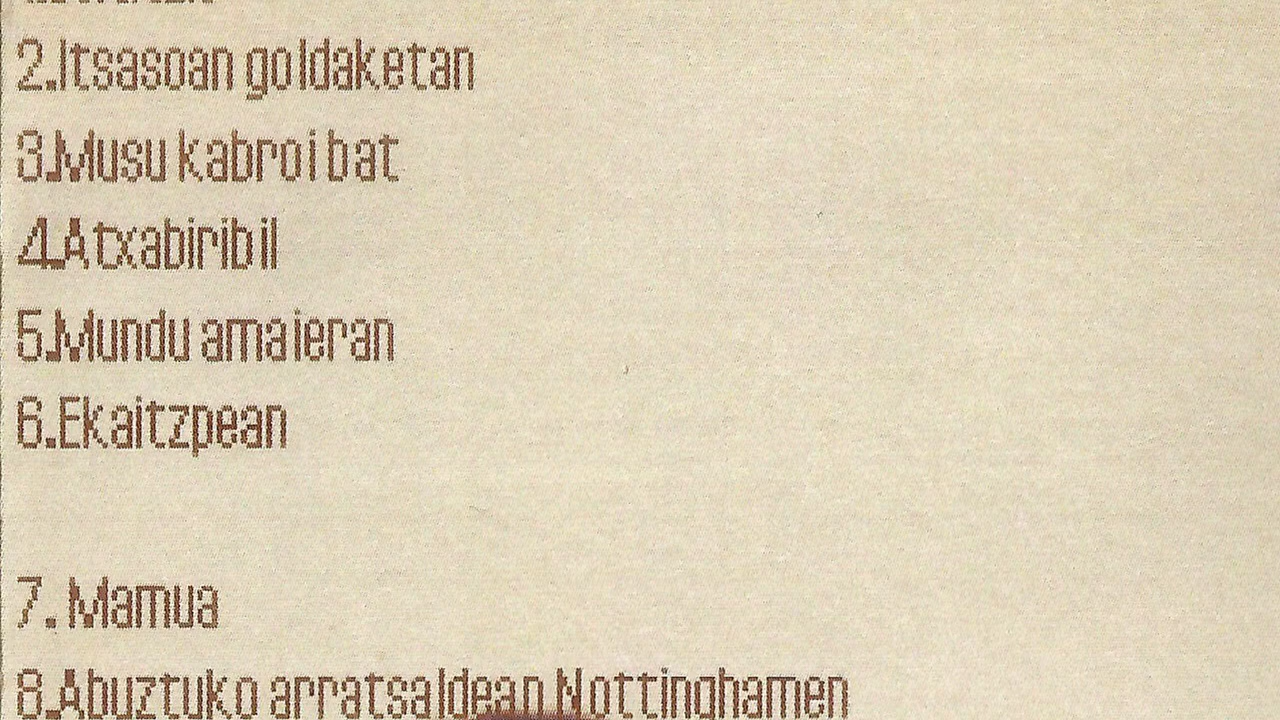 2.Itsasoan goldaketan
3.Musu kabroi bat
4.Atxabiribil
5.Mundu amaieran
6.Ekaitzpean
7. Mamua
8.Abuztuko arratsaldean Nottinghamen